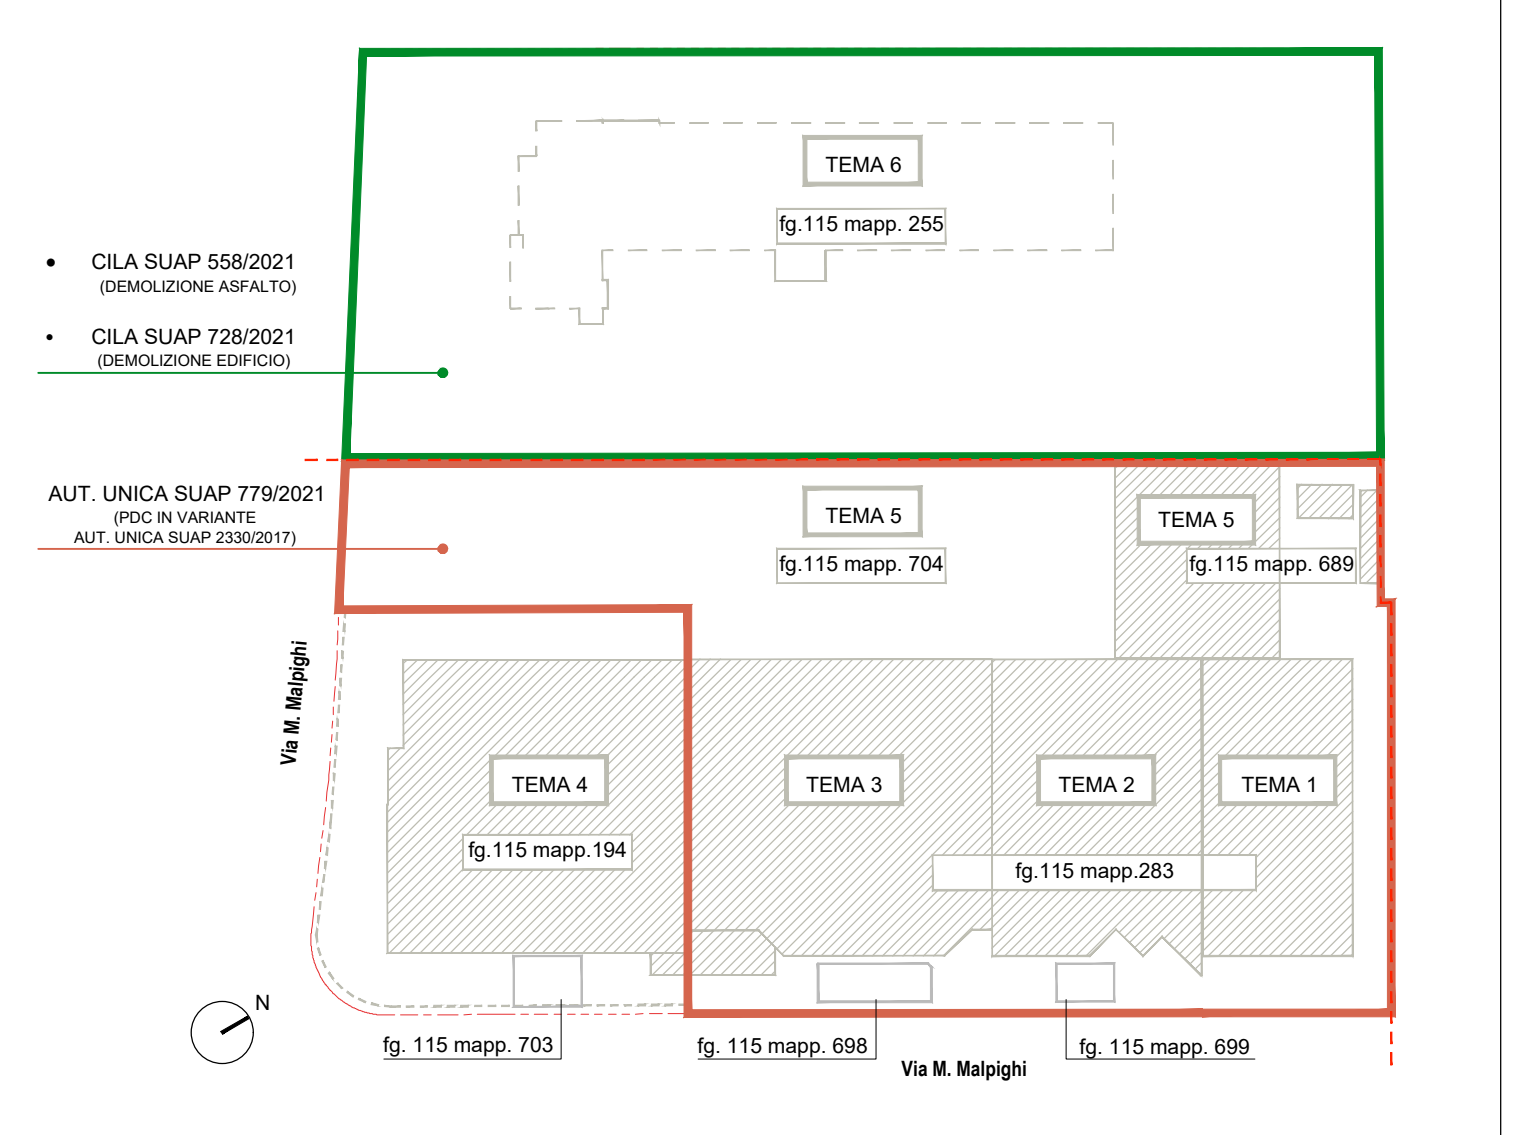 TEMA 6
fg.115 mapp. 255
• CILA SUAP 558/2021
(DEMOLIZIONE ASFALTO)
• CILA SUAP 728/2021
(DEMOLIZIONE EDIFICIO)
AUT. UNICA SUAP 779/2021
(PDC IN VARIANTE
AUT. UNICA SUAP 2330/2017)
TEMA 5
fg.115 mapp. 704
TEMA 5
fg.115 mapp. 689
Via M. Malpighi
TEMA 4
fg.115 mapp.194
TEMA 3
TEMA 2
TEMA 1
fg.115 mapp.283
N
fg. 115 mapp. 703
fg. 115 mapp. 698
fg. 115 mapp. 699
Via M. Malpighi